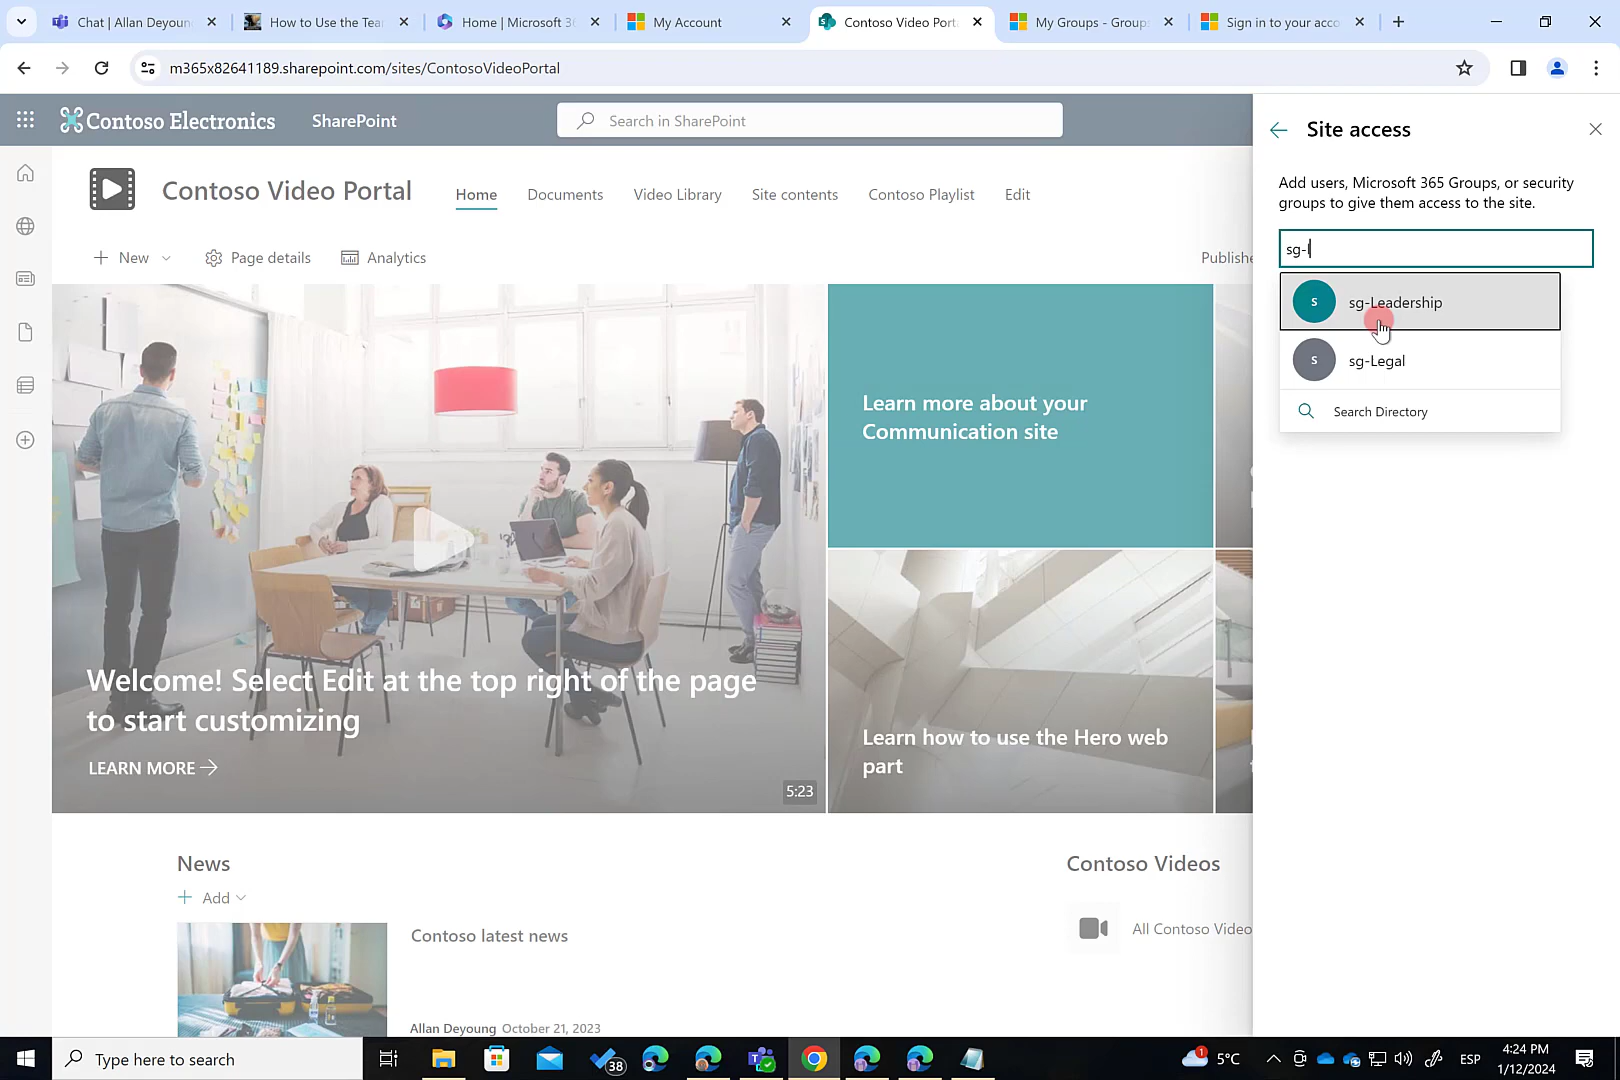 Chat | Allan Deyoung
How to Use the Tea
Home | Microsoft 36
My Account
Contoso Video Port
My Groups - Group
Sign in to your acco
m365x82641189.sharepoint.com/sites/ContosoVideoPortal
Contoso Electronics
SharePoint
Search in SharePoint
Contoso Video Portal
Home
Documents
Video Library
Site contents
Contoso Playlist
Edit
New
Page details
Analytics
Publishe
Welcome! Select Edit at the top right of the page
to start customizing
LEARN MORE
5:23
Learn more about your
Communication site
Learn how to use the Hero web
part
News
Add
Contoso latest news
Allan Deyoung October 21, 2023
Contoso Videos
All Contoso Video
Site access
Add users, Microsoft 365 Groups, or security
groups to give them access to the site.
sg-l
s
sg-Leadership
s
sg-Legal
Search Directory
Type here to search
38
1
5°C
ESP
4:24 PM
1/12/2024